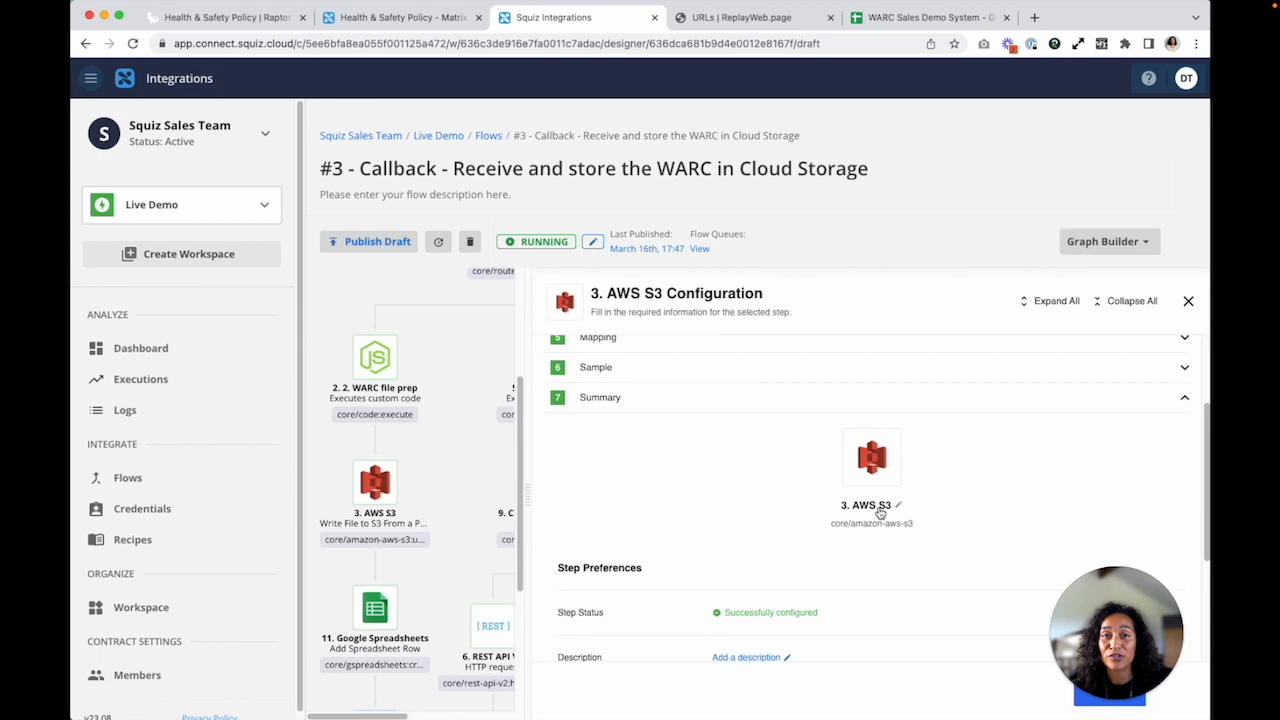 Health & Safety Policy | Raptor
Health & Safety Policy - Matrix
Squiz Integrations
URLs | ReplayWeb.page
WARC Sales Demo System - G
app.connect.squiz.cloud/c/5ee6bfa8ea055f001125a472/w/636c3de916e7fa0011c7adac/designer/636dca681b9d4e0012e8167f/draft
Integrations
DT
S
Squiz Sales Team
Status: Active
Live Demo
Create Workspace
ANALYZE
Dashboard
Executions
Logs
INTEGRATE
Flows
Credentials
Recipes
ORGANIZE
Workspace
CONTRACT SETTINGS
Members
v23.08
Privacy Policy
Squiz Sales Team / Live Demo / Flows / #3 - Callback - Receive and store the WARC in Cloud Storage
#3 - Callback - Receive and store the WARC in Cloud Storage
Please enter your flow description here.
Publish Draft
RUNNING
Last Published:
March 16th, 17:47
Flow Queues:
View
Graph Builder
core/route
2. 2. WARC file prep
Executes custom code
core/code:execute
3. AWS S3
Write File to S3 From a P...
core/amazon-aws-s3:u...
11. Google Spreadsheets
Add Spreadsheet Row
core/gspreadsheets:cr...
5
Ex
cor
9. C
cor
{ REST }
6. REST API V
HTTP reque
core/rest-api-v2:h
3. AWS S3 Configuration
Fill in the required information for the selected step.
Expand All
Collapse All
5 Mapping
6 Sample
7 Summary
3. AWS S3
core/amazon-aws-s3
Step Preferences
Step Status
Successfully configured
Description
Add a description